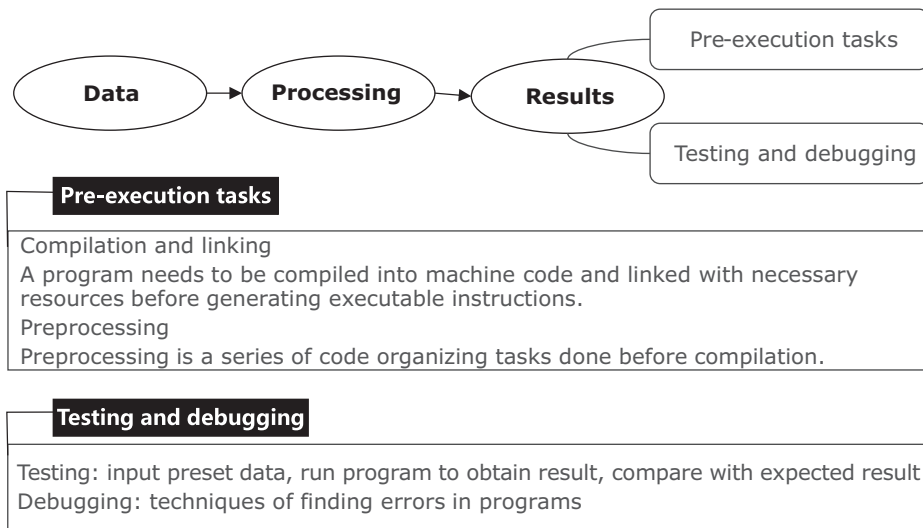 Pre-execution tasks
Data
Processing
Results
Testing and debugging
Pre-execution tasks
Compilation and linking
A program needs to be compiled into machine code and linked with necessary
resources before generating executable instructions.
Preprocessing
Preprocessing is a series of code organizing tasks done before compilation.
Testing and debugging
Testing: input preset data, run program to obtain result, compare with expected result
Debugging: techniques of finding errors in programs